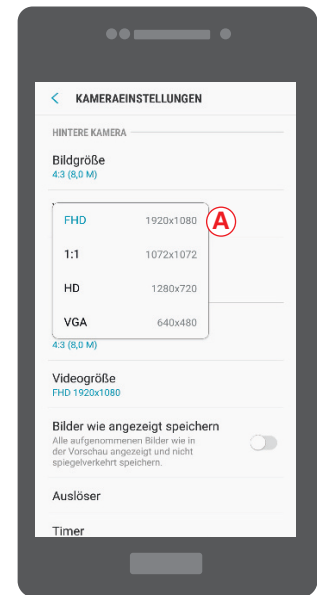 KAMERAEINSTELLUNGEN
HINTERE KAMERA
Bildgröße
4:3 (8,0 M)
FHD 1920x1080
A
1:1 1072x1072
HD 1280x720
VGA 640x480
4:3 (8,0 M)
Videogröße
FHD 1920x1080
Bilder wie angezeigt speichern
Alle aufgenommenen Bilder wie in
der Vorschau angezeigt und nicht
spiegelverkehrt speichern.
Auslöser
Timer